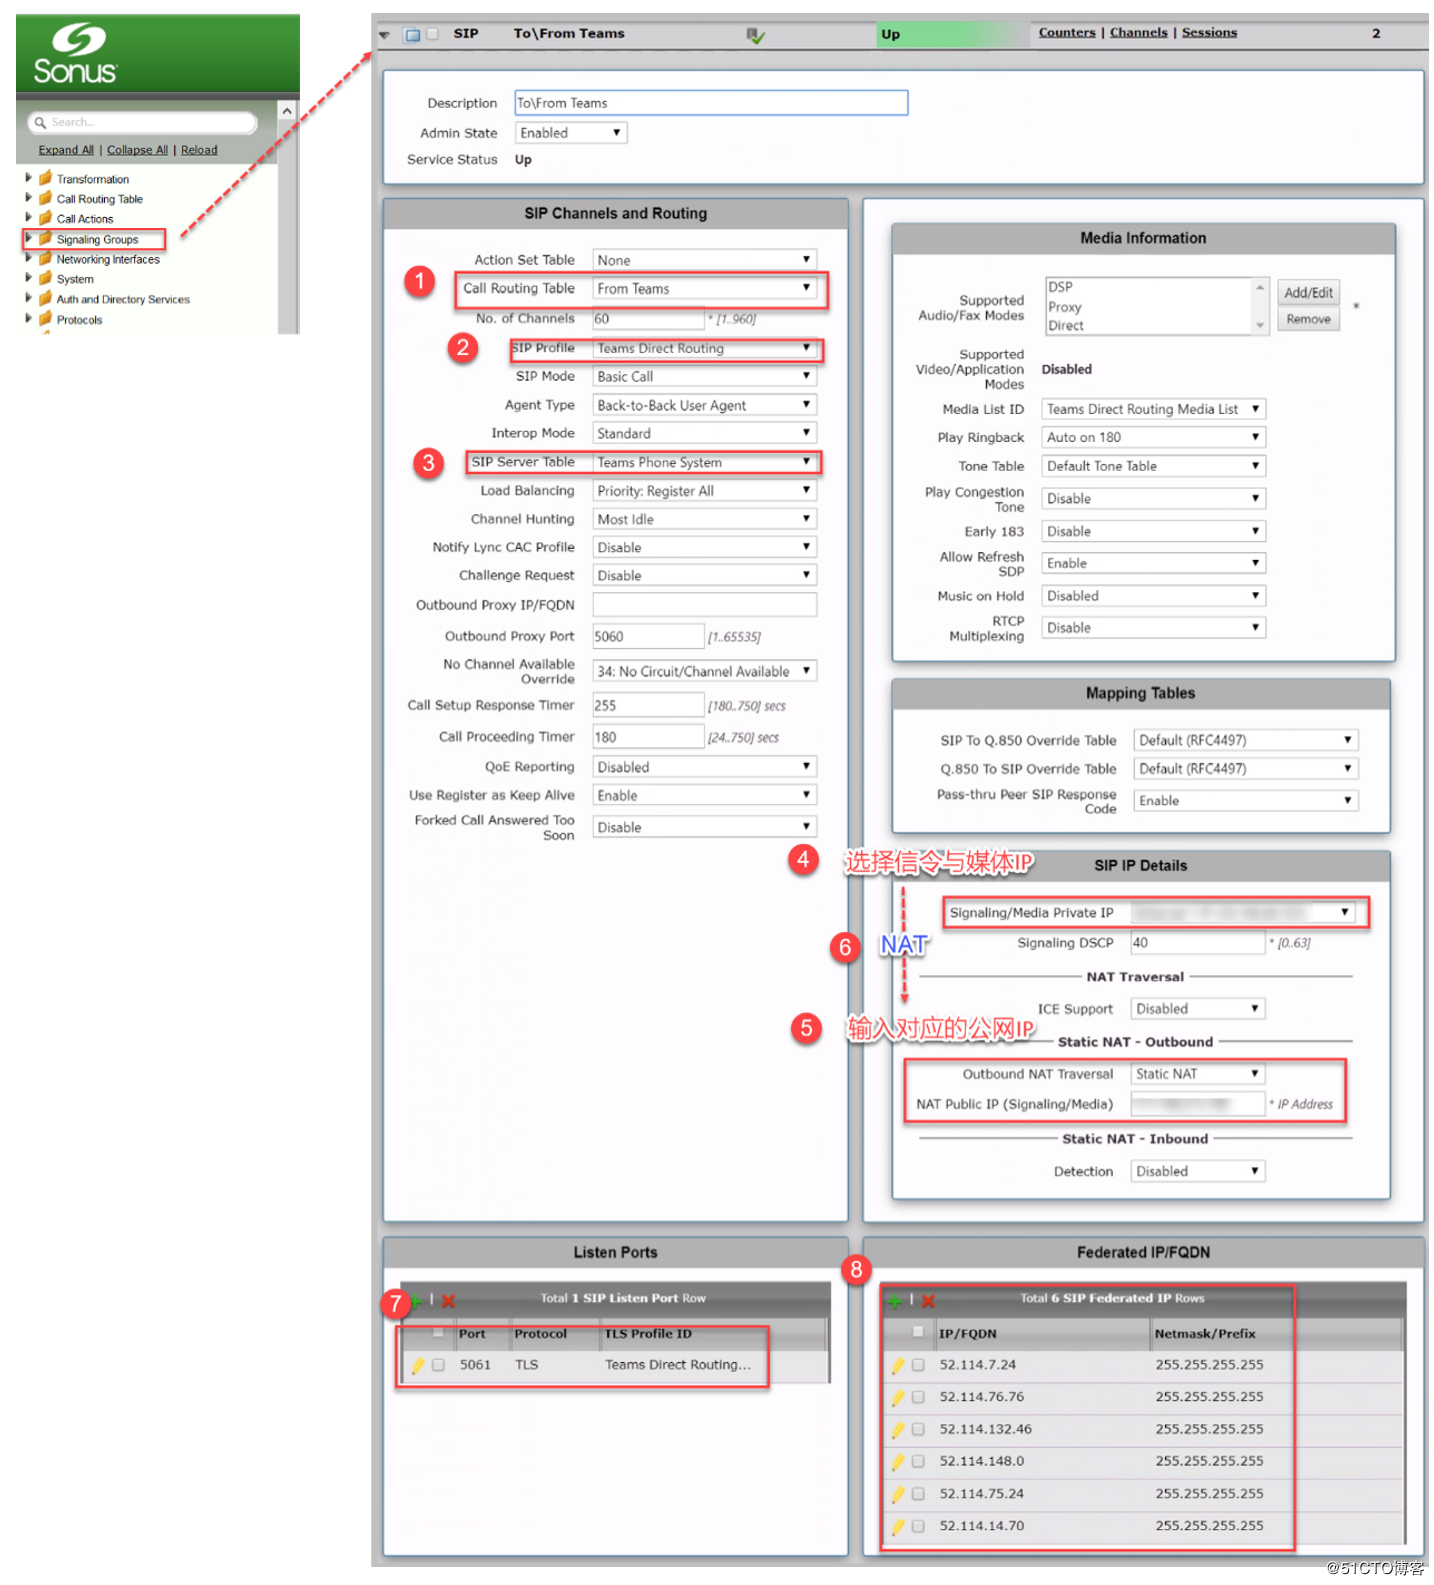 Sonus
Search...
Expand All | Collapse All | Reload
Transformation
Call Routing Table
Call Actions
Signaling Groups
Networking Interfaces
System
Auth and Directory Services
Protocols
SIP To\From Teams Up Counters | Channels | Sessions 2
Description To\From Teams
Admin State Enabled
Service Status Up
SIP Channels and Routing
Action Set Table None
1 Call Routing Table From Teams
No. of Channels 60 * [1..960]
2 SIP Profile Teams Direct Routing
SIP Mode Basic Call
Agent Type Back-to-Back User Agent
Interop Mode Standard
3 SIP Server Table Teams Phone System
Load Balancing Priority: Register All
Channel Hunting Most Idle
Notify Lync CAC Profile Disable
Challenge Request Disable
Outbound Proxy IP/FQDN
Outbound Proxy Port 5060 [1..65535]
No Channel Available Override 34: No Circuit/Channel Available
Call Setup Response Timer 255 [180..750] secs
Call Proceeding Timer 180 [24..750] secs
QoE Reporting Disabled
Use Register as Keep Alive Enable
Forked Call Answered Too Soon Disable
Media Information
Supported Audio/Fax Modes
DSP
Proxy
Direct
Add/Edit
Remove
*
Supported Video/Application Modes Disabled
Media List ID Teams Direct Routing Media List
Play Ringback Auto on 180
Tone Table Default Tone Table
Play Congestion Tone Disable
Early 183 Disable
Allow Refresh SDP Enable
Music on Hold Disabled
RTCP Multiplexing Disable
Mapping Tables
SIP To Q.850 Override Table Default (RFC4497)
Q.850 To SIP Override Table Default (RFC4497)
Pass-thru Peer SIP Response Code Enable
4 选择信令与媒体IP
SIP IP Details
Signaling/Media Private IP
6 NAT
Signaling DSCP 40 * [0..63]
NAT Traversal
ICE Support Disabled
5 输入对应的公网IP
Static NAT - Outbound
Outbound NAT Traversal Static NAT
NAT Public IP (Signaling/Media) * IP Address
Static NAT - Inbound
Detection Disabled
Listen Ports
7 | Total 1 SIP Listen Port Row
Port Protocol TLS Profile ID
5061 TLS Teams Direct Routing...
Federated IP/FQDN
8
| Total 6 SIP Federated IP Rows
IP/FQDN Netmask/Prefix
52.114.7.24 255.255.255.255
52.114.76.76 255.255.255.255
52.114.132.46 255.255.255.255
52.114.148.0 255.255.255.255
52.114.75.24 255.255.255.255
52.114.14.70 255.255.255.255
@51CTO博客